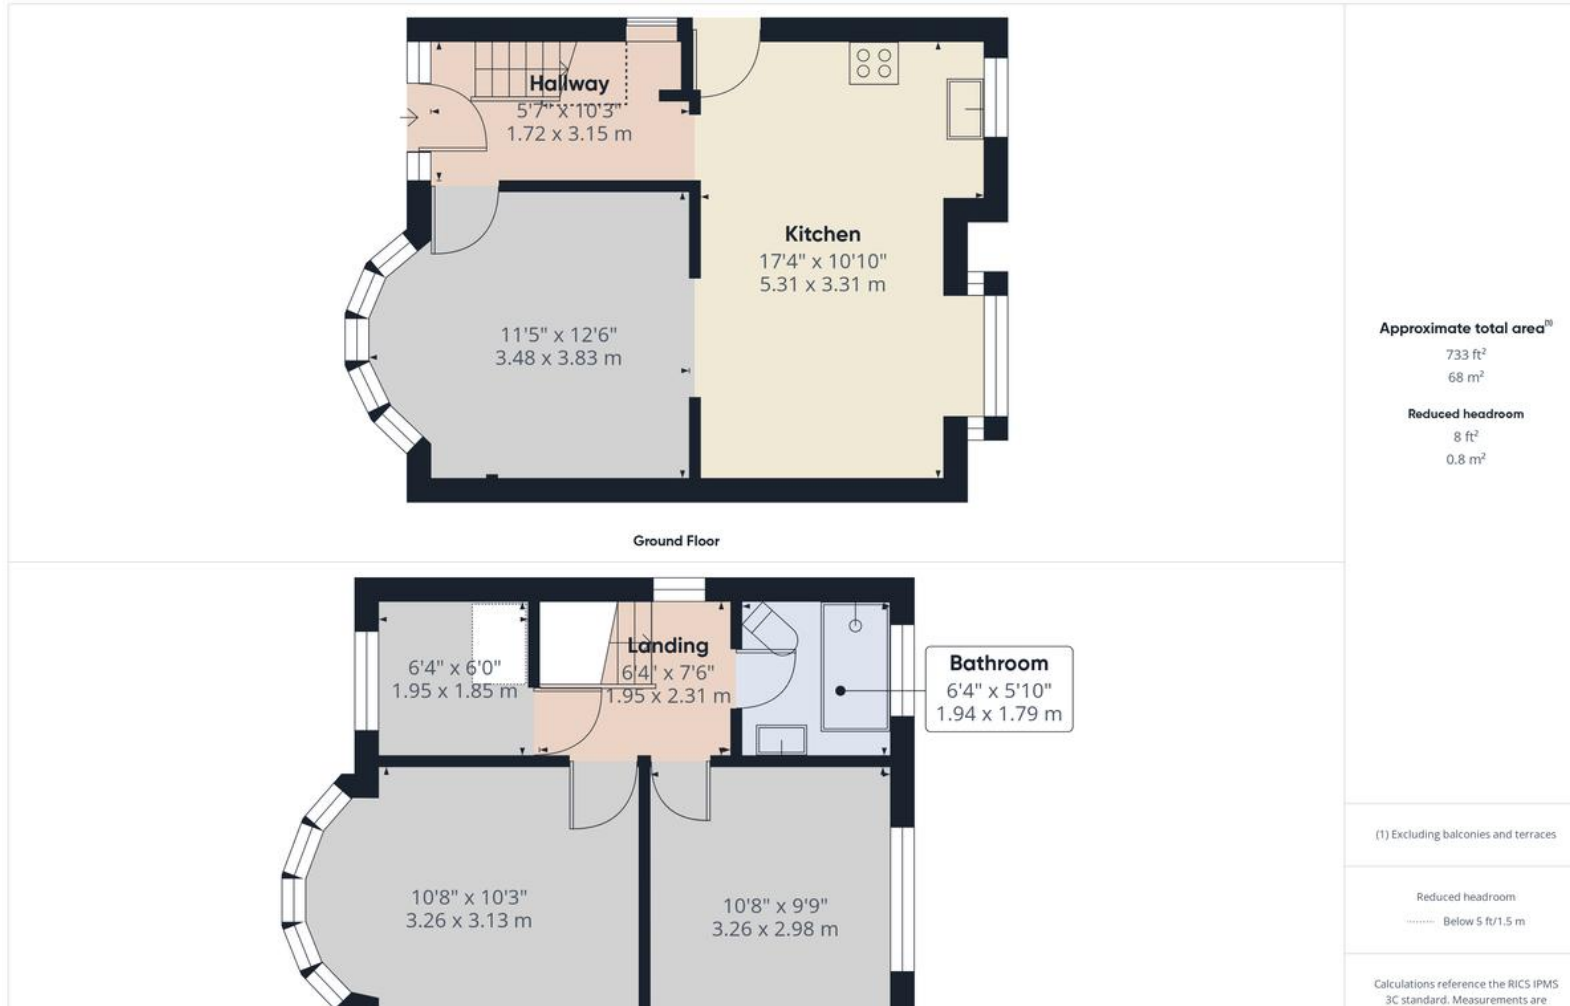 Hallway
5'7" x 10'3"
1.72 x 3.15 m
Kitchen
17'4" x 10'10"
5.31 x 3.31 m
11'5" x 12'6"
3.48 x 3.83 m
Ground Floor
6'4" x 6'0"
1.95 x 1.85 m
Landing
6'4" x 7'6"
1.95 x 2.31 m
Bathroom
6'4" x 5'10"
1.94 x 1.79 m
10'8" x 10'3"
3.26 x 3.13 m
10'8" x 9'9"
3.26 x 2.98 m
Approximate total area(1)
733 ft²
68 m²
Reduced headroom
8 ft²
0.8 m²
(1) Excluding balconies and terraces
Reduced headroom
Below 5 ft/1.5 m
Calculations reference the RICS IPMS
3C standard. Measurements are